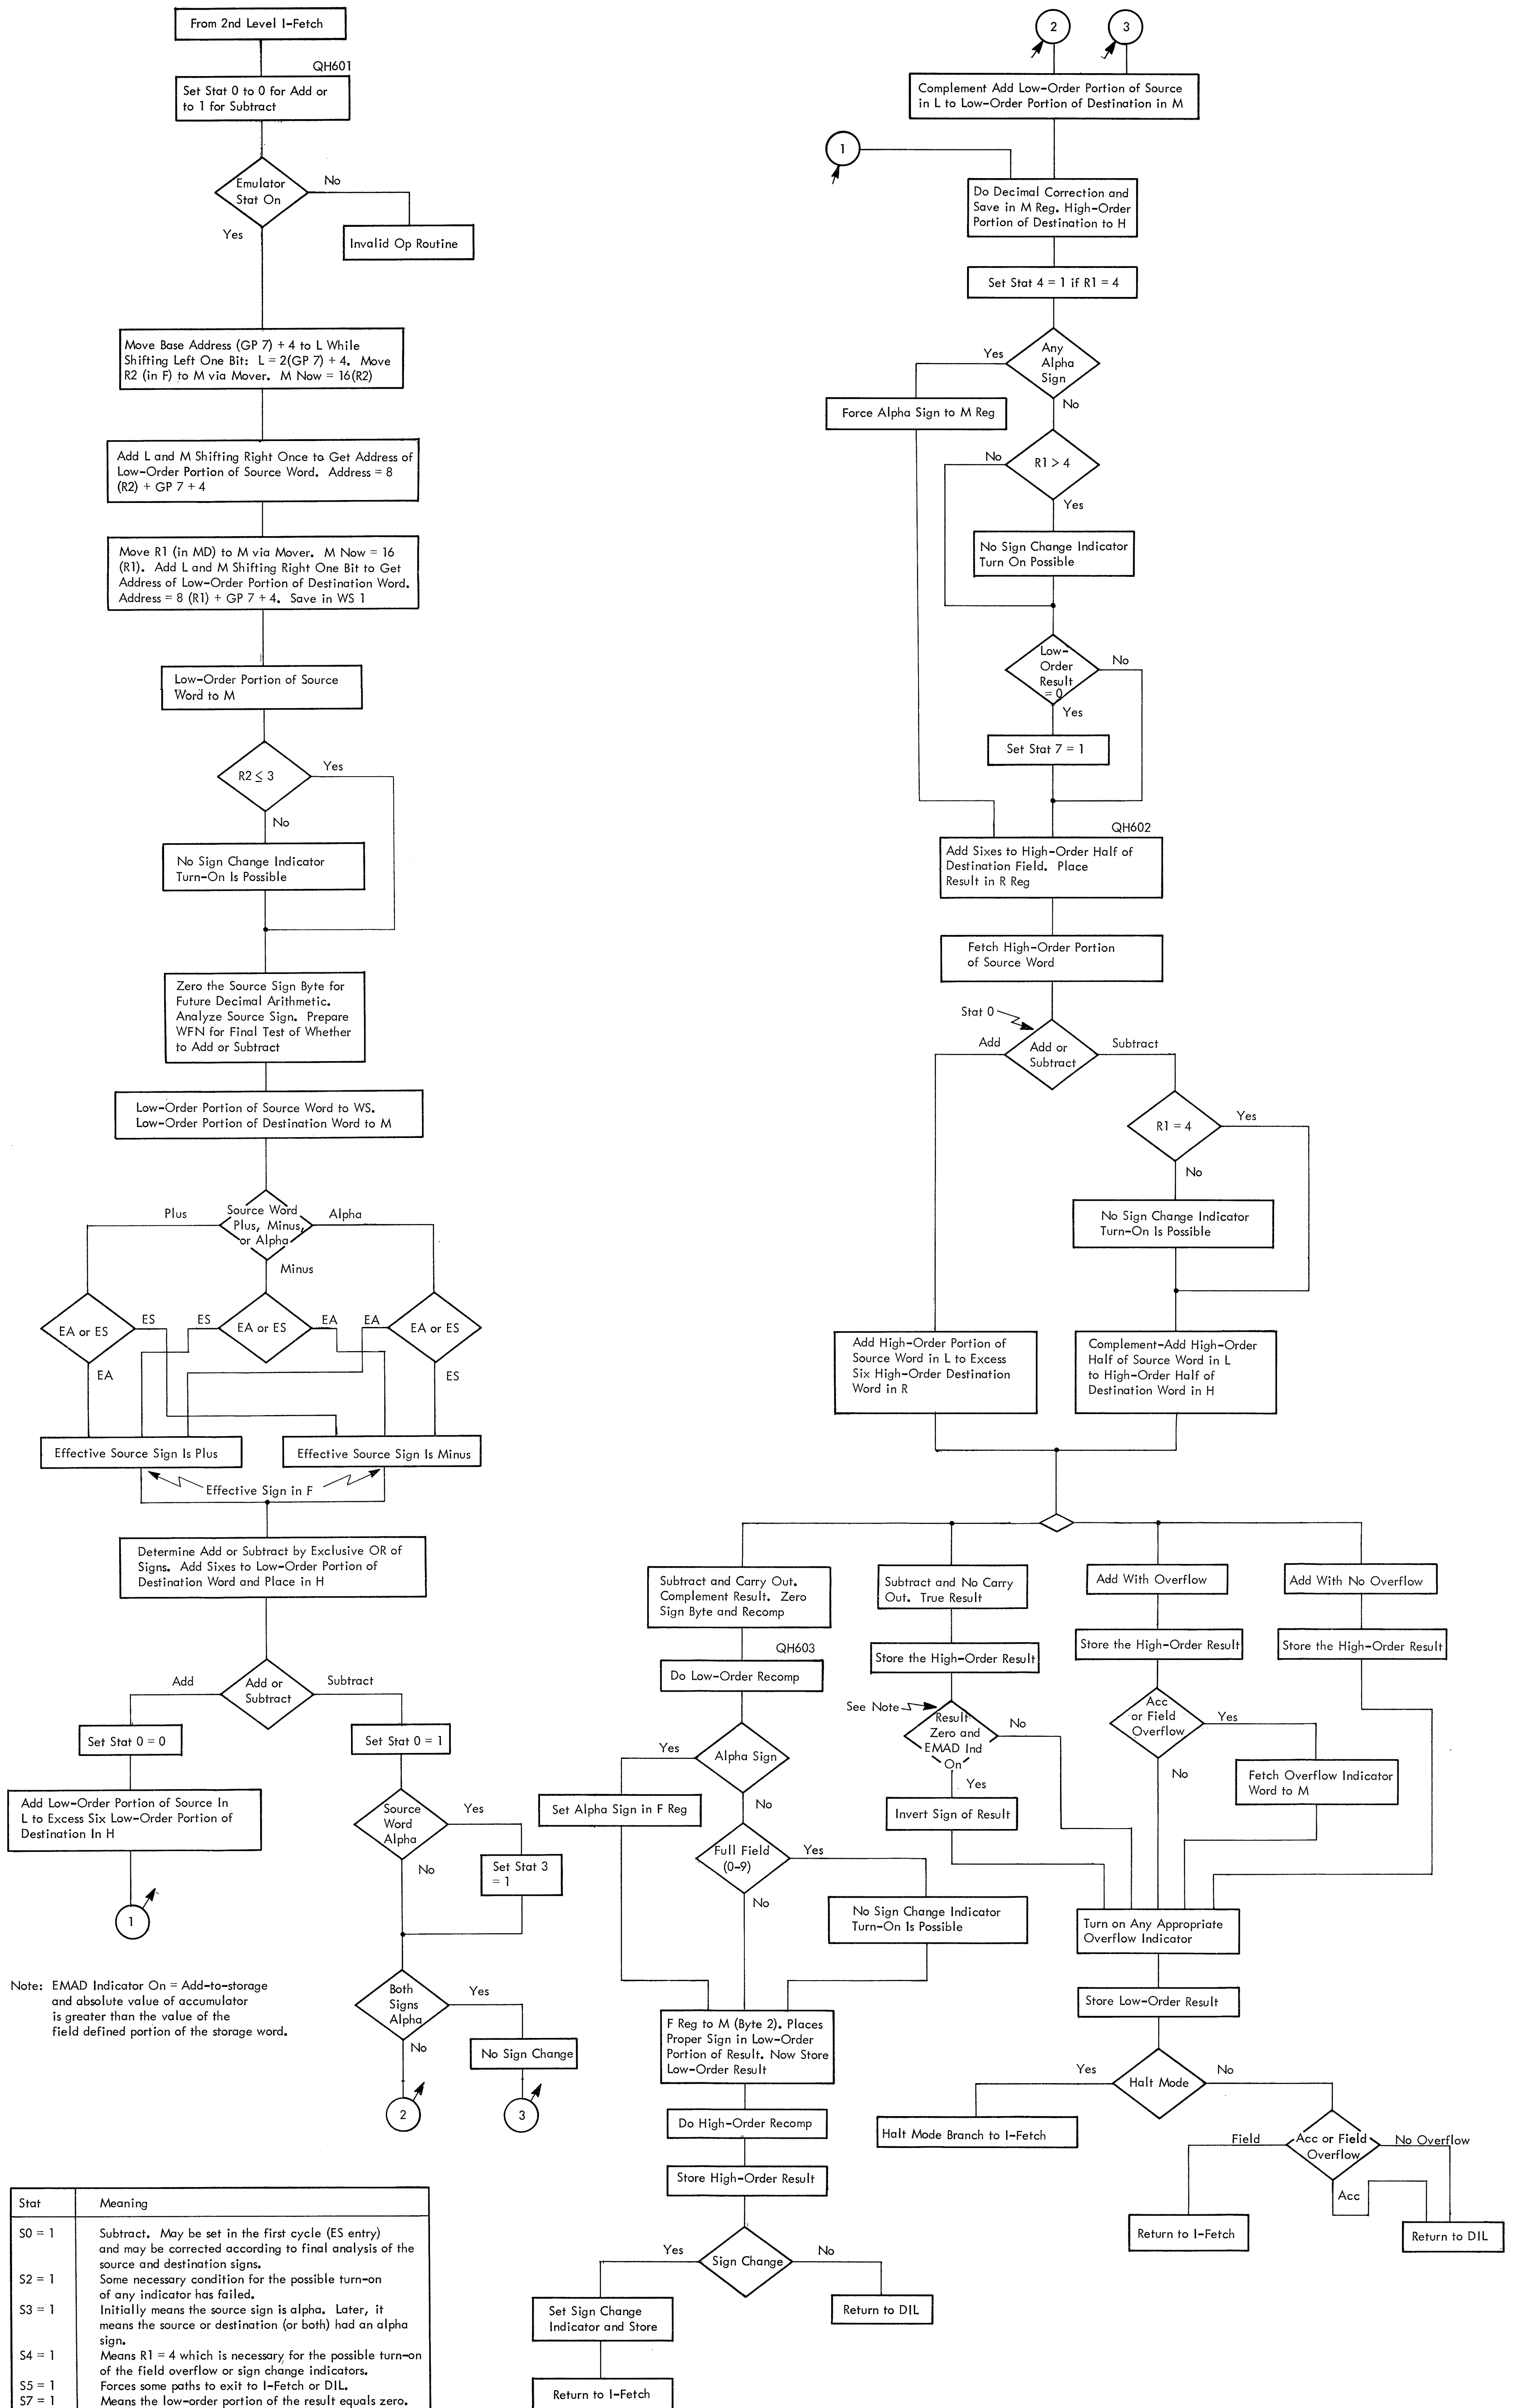 From 2nd Level I-Fetch
QH601
Set Stat 0 to 0 for Add or
to 1 for Subtract
Emulator
Stat On
No
Yes
Invalid Op Routine
Move Base Address (GP 7) + 4 to L While
Shifting Left One Bit: L = 2(GP 7) + 4. Move
R2 (in F) to M via Mover. M Now = 16(R2)
Add L and M Shifting Right Once to Get Address of
Low-Order Portion of Source Word. Address = 8
(R2) + GP 7 + 4
Move R1 (in MD) to M via Mover. M Now = 16
(R1). Add L and M Shifting Right One Bit to Get
Address of Low-Order Portion of Destination Word.
Address = 8 (R1) + GP 7 + 4. Save in WS 1
Low-Order Portion of Source
Word to M
R2 ≤ 3
Yes
No
No Sign Change Indicator
Turn-On Is Possible
Zero the Source Sign Byte for
Future Decimal Arithmetic.
Analyze Source Sign. Prepare
WFN for Final Test of Whether
to Add or Subtract
Low-Order Portion of Source Word to WS.
Low-Order Portion of Destination Word to M
Source Word
Plus, Minus,
or Alpha
Plus
Alpha
Minus
EA or ES
ES
ES
EA or ES
EA
EA
EA or ES
EA
ES
Effective Source Sign Is Plus
Effective Source Sign Is Minus
Effective Sign in F
Determine Add or Subtract by Exclusive OR of
Signs. Add Sixes to Low-Order Portion of
Destination Word and Place in H
Add or
Subtract
Add
Subtract
Set Stat 0 = 0
Set Stat 0 = 1
Add Low-Order Portion of Source In
L to Excess Six Low-Order Portion of
Destination In H
1
Source
Word
Alpha
Yes
No
Set Stat 3
= 1
Both
Signs
Alpha
Yes
No
No Sign Change
2
3
Note: EMAD Indicator On = Add-to-storage
and absolute value of accumulator
is greater than the value of the
field defined portion of the storage word.
Stat Meaning
S0 = 1 Subtract. May be set in the first cycle (ES entry)
and may be corrected according to final analysis of the
source and destination signs.
S2 = 1 Some necessary condition for the possible turn-on
of any indicator has failed.
S3 = 1 Initially means the source sign is alpha. Later, it
means the source or destination (or both) had an alpha
sign.
S4 = 1 Means R1 = 4 which is necessary for the possible turn-on
of the field overflow or sign change indicators.
S5 = 1 Forces some paths to exit to I-Fetch or DIL.
S7 = 1 Means the low-order portion of the result equals zero.
2
3
Complement Add Low-Order Portion of Source
in L to Low-Order Portion of Destination in M
1
Do Decimal Correction and
Save in M Reg. High-Order
Portion of Destination to H
Set Stat 4 = 1 if R1 = 4
Any
Alpha
Sign
Yes
No
Force Alpha Sign to M Reg
R1 > 4
No
Yes
No Sign Change Indicator
Turn On Possible
Low-
Order
Result
= 0
No
Yes
Set Stat 7 = 1
QH602
Add Sixes to High-Order Half of
Destination Field. Place
Result in R Reg
Fetch High-Order Portion
of Source Word
Stat 0
Add or
Subtract
Add
Subtract
R1 = 4
Yes
No
No Sign Change Indicator
Turn-On Is Possible
Add High-Order Portion of
Source Word in L to Excess
Six High-Order Destination
Word in R
Complement-Add High-Order
Half of Source Word in L
to High-Order Half of
Destination Word in H
Subtract and Carry Out.
Complement Result. Zero
Sign Byte and Recomp
QH603
Do Low-Order Recomp
Alpha Sign
Yes
No
Set Alpha Sign in F Reg
Full Field
(0-9)
Yes
No
No Sign Change Indicator
Turn-On Is Possible
F Reg to M (Byte 2). Places
Proper Sign in Low-Order
Portion of Result. Now Store
Low-Order Result
Do High-Order Recomp
Store High-Order Result
Sign Change
Yes
No
Set Sign Change
Indicator and Store
Return to DIL
Return to I-Fetch
Subtract and No Carry
Out. True Result
Store the High-Order Result
See Note
Result
Zero and
EMAD Ind
On
No
Yes
Invert Sign of Result
Add With Overflow
Store the High-Order Result
Acc
or Field
Overflow
Yes
No
Fetch Overflow Indicator
Word to M
Add With No Overflow
Store the High-Order Result
Turn on Any Appropriate
Overflow Indicator
Store Low-Order Result
Halt Mode
Yes
No
Halt Mode Branch to I-Fetch
Acc or Field
Overflow
Field
No Overflow
Acc
Return to I-Fetch
Return to DIL